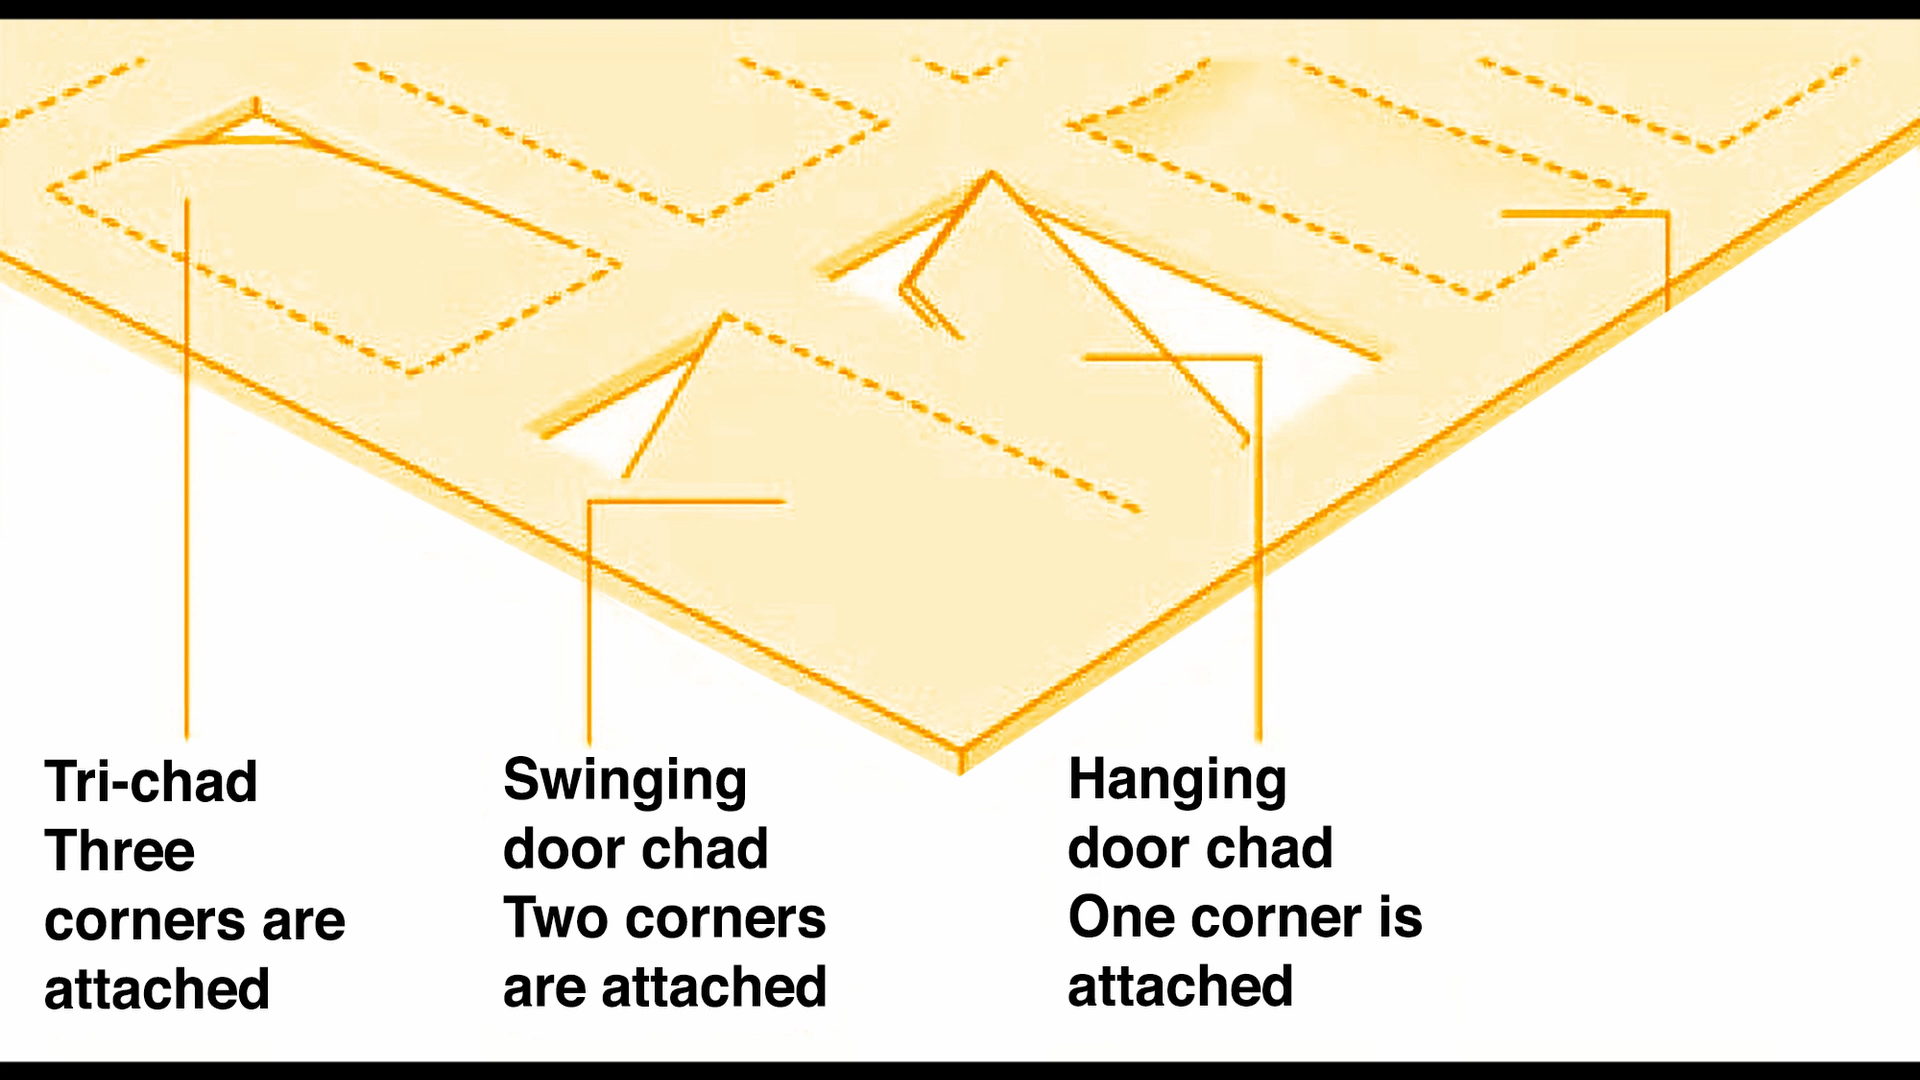 Tri-chad
Three
corners are
attached
Swinging
door chad
Two corners
are attached
Hanging
door chad
One corner is
attached